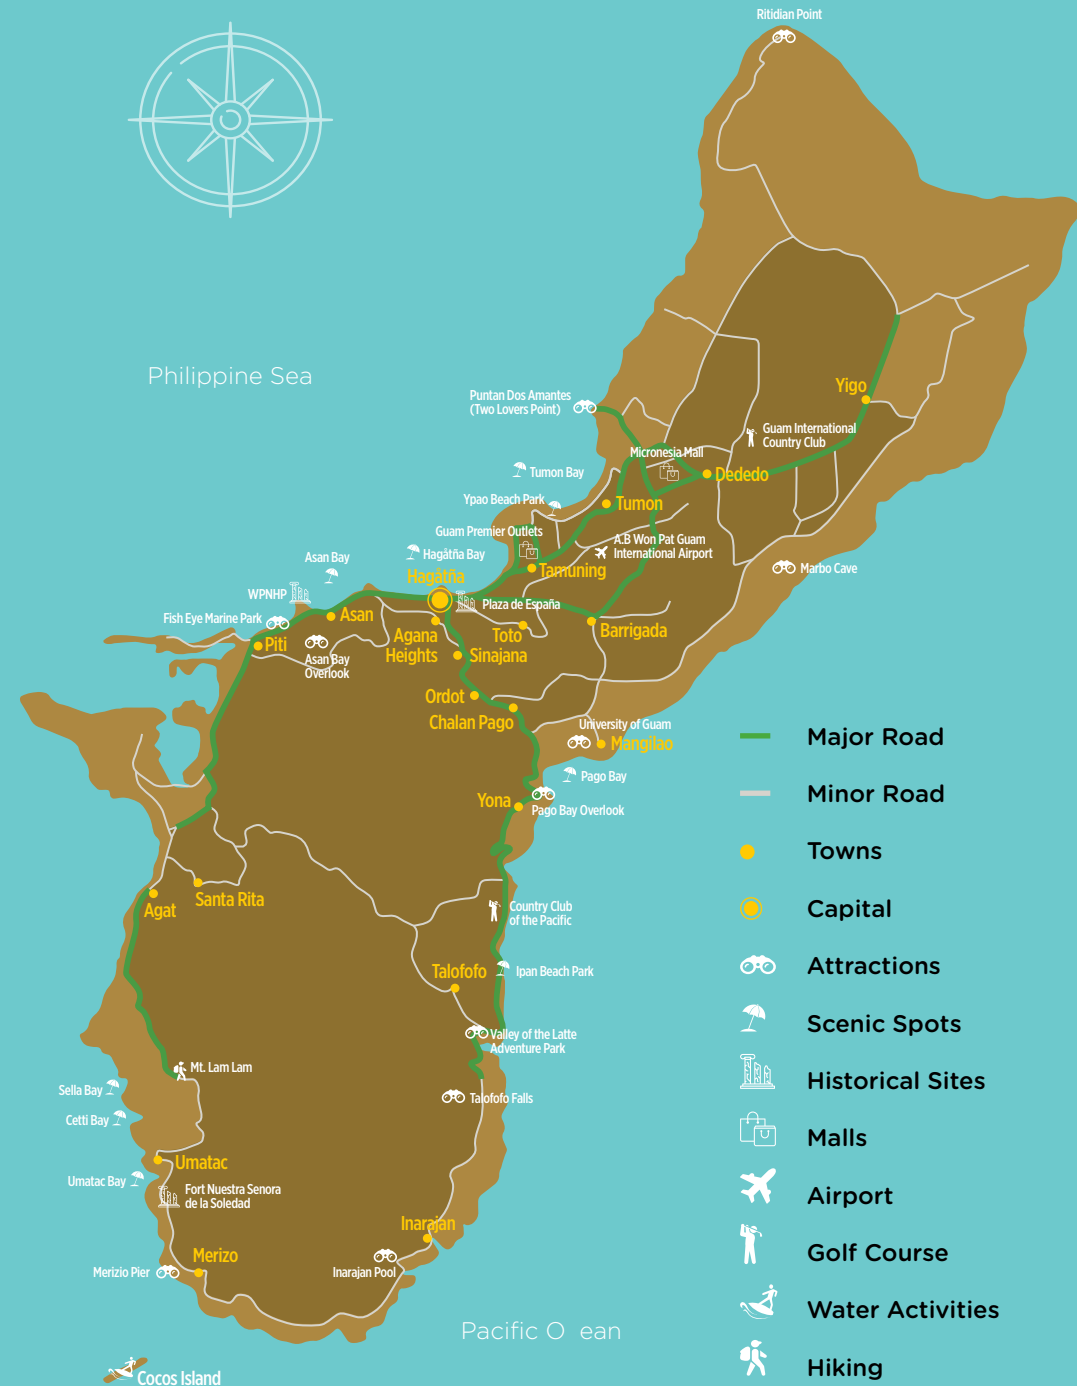 Ritidian Point
Philippine Sea
Yigo
Puntan Dos Amantes
(Two Lovers Point)
Guam International
Country Club
Micronesia Mall
Tumon Bay
Dededo
Ypao Beach Park
Tumon
Guam Premier Outlets
A.B Won Pat Guam
International Airport
Asan Bay
Hagåtña Bay
Marbo Cave
Tamuning
Hagåtña
WPNHP
Plaza de España
Fish Eye Marine Park
Asan
Agana
Heights
Toto
Barrigada
Piti
Asan Bay
Overlook
Sinajana
Ordot
Chalan Pago
University of Guam
Mangilao
Pago Bay
Yona
Pago Bay Overlook
Santa Rita
Agat
Country Club
of the Pacific
Talofofo
Ipan Beach Park
Valley of the Latte
Adventure Park
Mt. Lam Lam
Sella Bay
Talofofo Falls
Cetti Bay
Umatac
Umatac Bay
Fort Nuestra Senora
de la Soledad
Inarajan
Merizo
Merizio Pier
Inarajan Pool
Pacific O ean
Cocos Island
Major Road
Minor Road
Towns
Capital
Attractions
Scenic Spots
Historical Sites
Malls
Airport
Golf Course
Water Activities
Hiking